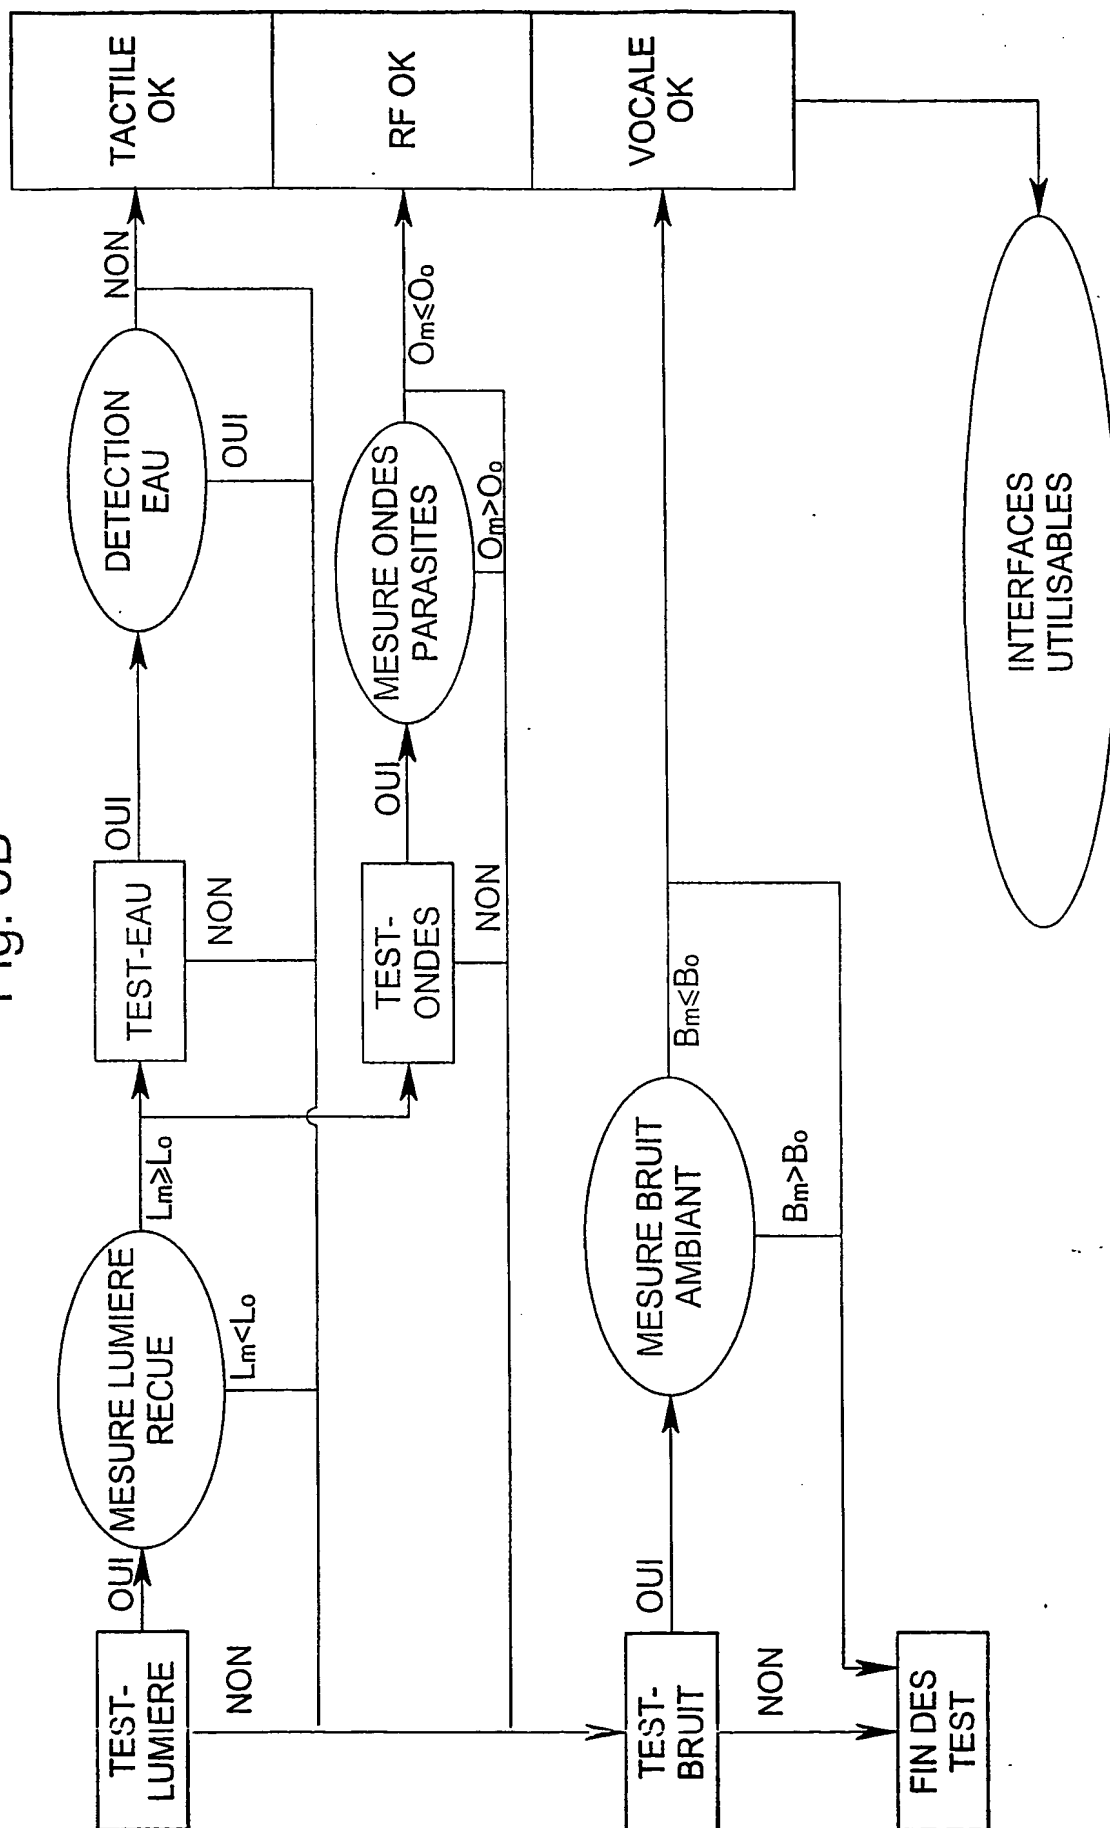 Fig.
TEST-
LUMIERE
OUI
NON
MESURE LUMIERE
RECUE
Lm≥Lo
Lm<Lo
TEST-EAU
OUI
NON
DETECTION
EAU
NON
OUI
TACTILE
OK
TEST-
ONDES
OUI
NON
MESURE ONDES
PARASITES
Om≤Oo
Om>Oo
RF OK
TEST-
BRUIT
OUI
NON
MESURE BRUIT
AMBIANT
Bm≤Bo
Bm>Bo
VOCALE
OK
FIN DES
TEST
INTERFACES
UTILISABLES